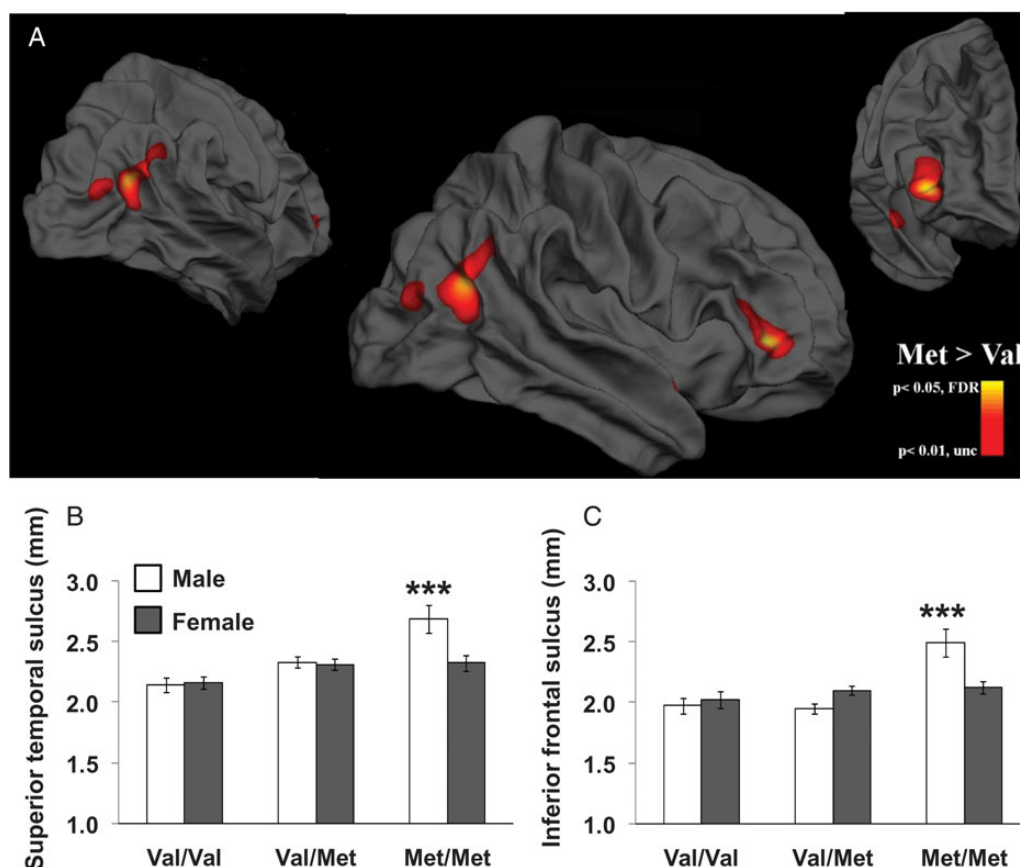 A
Met > Val
p< 0.05, FDR
p< 0.01, unc
B
Superior temporal sulcus (mm)
3.0
2.5
2.0
1.5
1.0
Male
Female
***
Val/Val
Val/Met
Met/Met
C
Inferior frontal sulcus (mm)
3.0
2.5
2.0
1.5
1.0
***
Val/Val
Val/Met
Met/Met